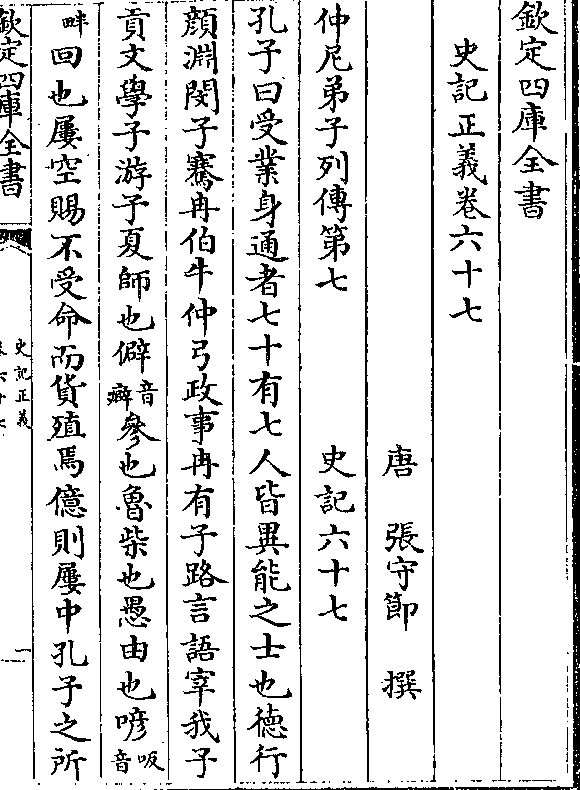 欽定四庫全書
史記正義卷六十七
唐 張守節 撰
仲尼弟子列傳第七 史記六十七
孔子曰受業身通者七十有七人皆異能之士也德行
顔淵閔子騫冉伯牛仲弓政事冉有子路言語宰我子
貢文學子游子夏師也僻音癖參也魯柴也愚由也喭音㕫
畔回也屢空賜不受命而貨殖焉億則屢中孔子之所
欽定四庫全書
史記正義
卷六十七
一